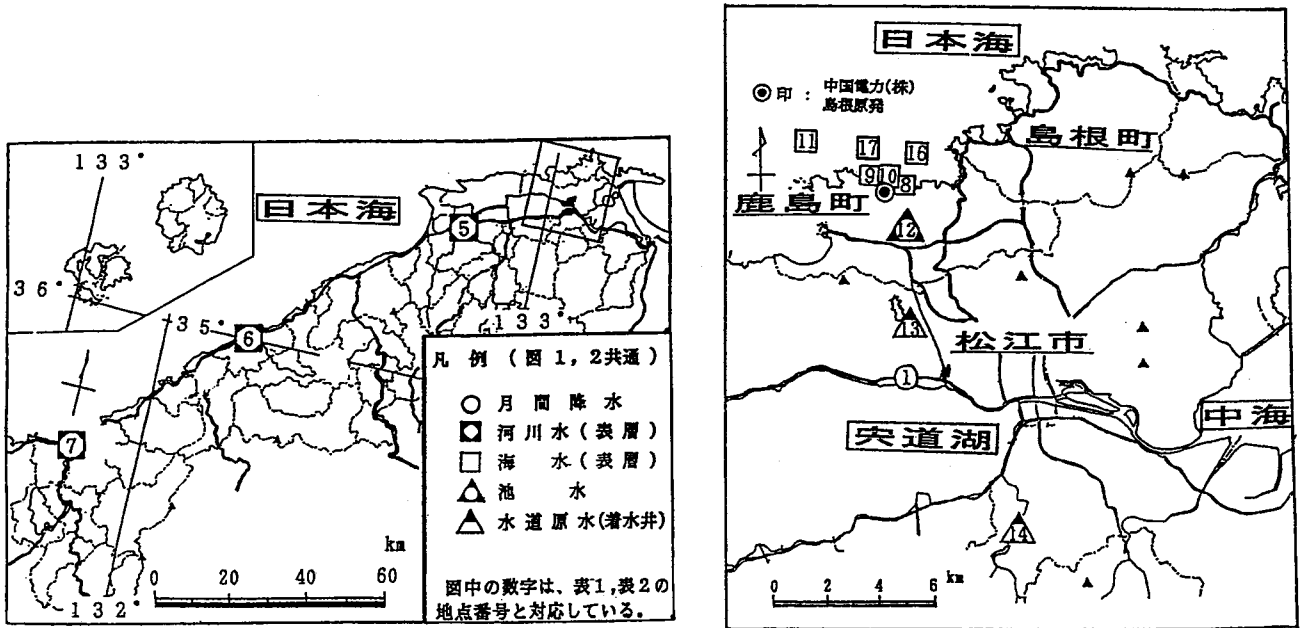 133°
日本海
36°
35°
133°
132°
⑤
⑥
⑦
凡 例 (図1,2共通)
月間降水
河川水(表層)
海 水(表層)
池 水
水道原水(着水井)
図中の数字は、表1,表2の
地点番号と対応している。
km
0 20 40 60
日本海
◎印: 中国電力(株)
島根原発
島根町
11
17
16
9
10
8
鹿島町
12
13
松江市
①
宍道湖
中海
14
km
0 2 4 6